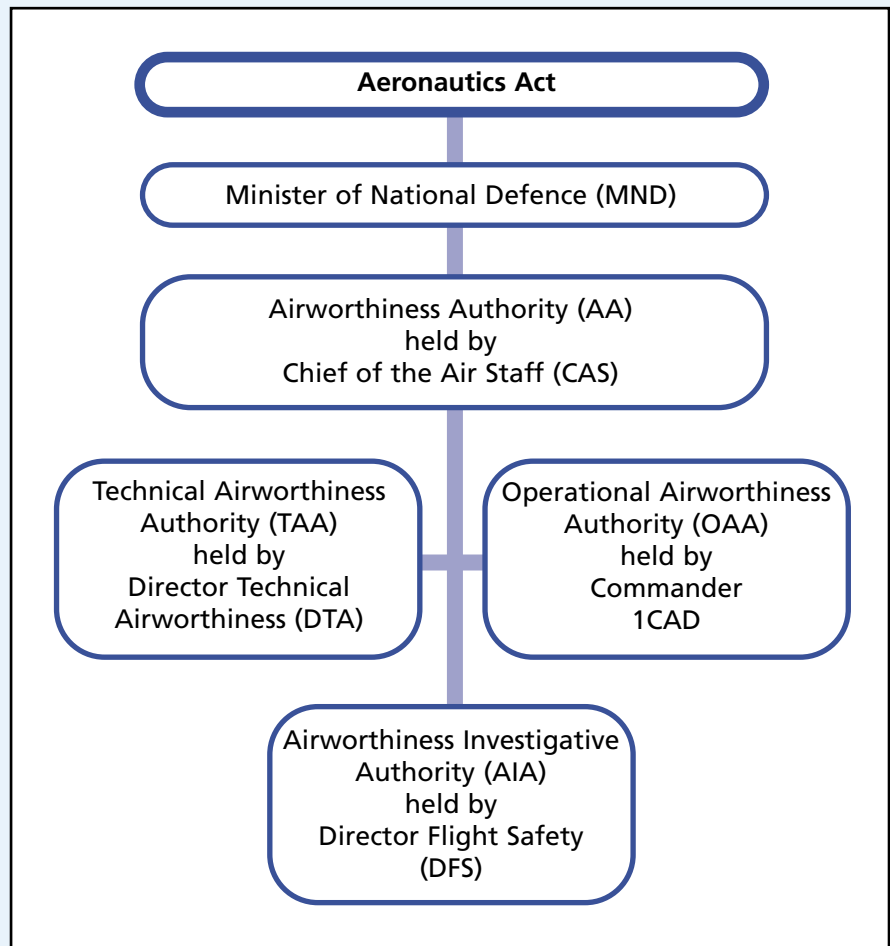 Aeronautics Act
Minister of National Defence (MND)
Airworthiness Authority (AA)
held by
Chief of the Air Staff (CAS)
Technical Airworthiness
Authority (TAA)
held by
Director Technical
Airworthiness (DTA)
Operational Airworthiness
Authority (OAA)
held by
Commander
1CAD
Airworthiness Investigative
Authority (AIA)
held by
Director Flight Safety
(DFS)